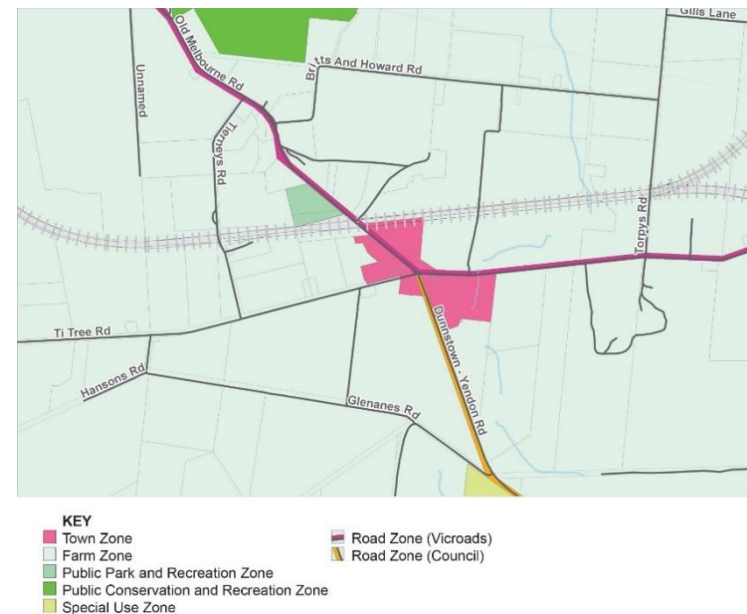 Gills Lane
Old Melbourne Rd
Britts And Howard Rd
Unnamed
Tierneys Rd
Torpys Rd
Ti Tree Rd
Dunnstown - Yendon Rd
Hansons Rd
Glenanes Rd
KEY
Town Zone
Farm Zone
Public Park and Recreation Zone
Public Conservation and Recreation Zone
Special Use Zone
Road Zone (Vicroads)
Road Zone (Council)